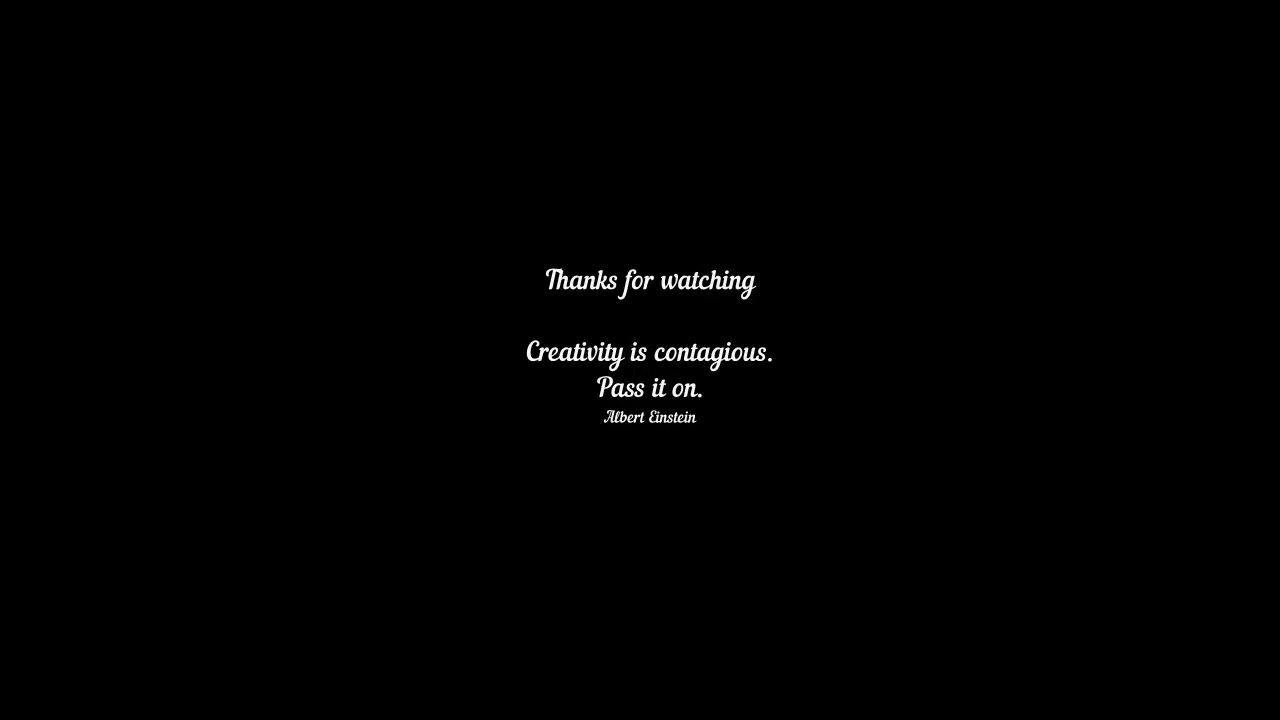 Thanks for watching
Creativity is contagious.
Pass it on.
Albert Einstein